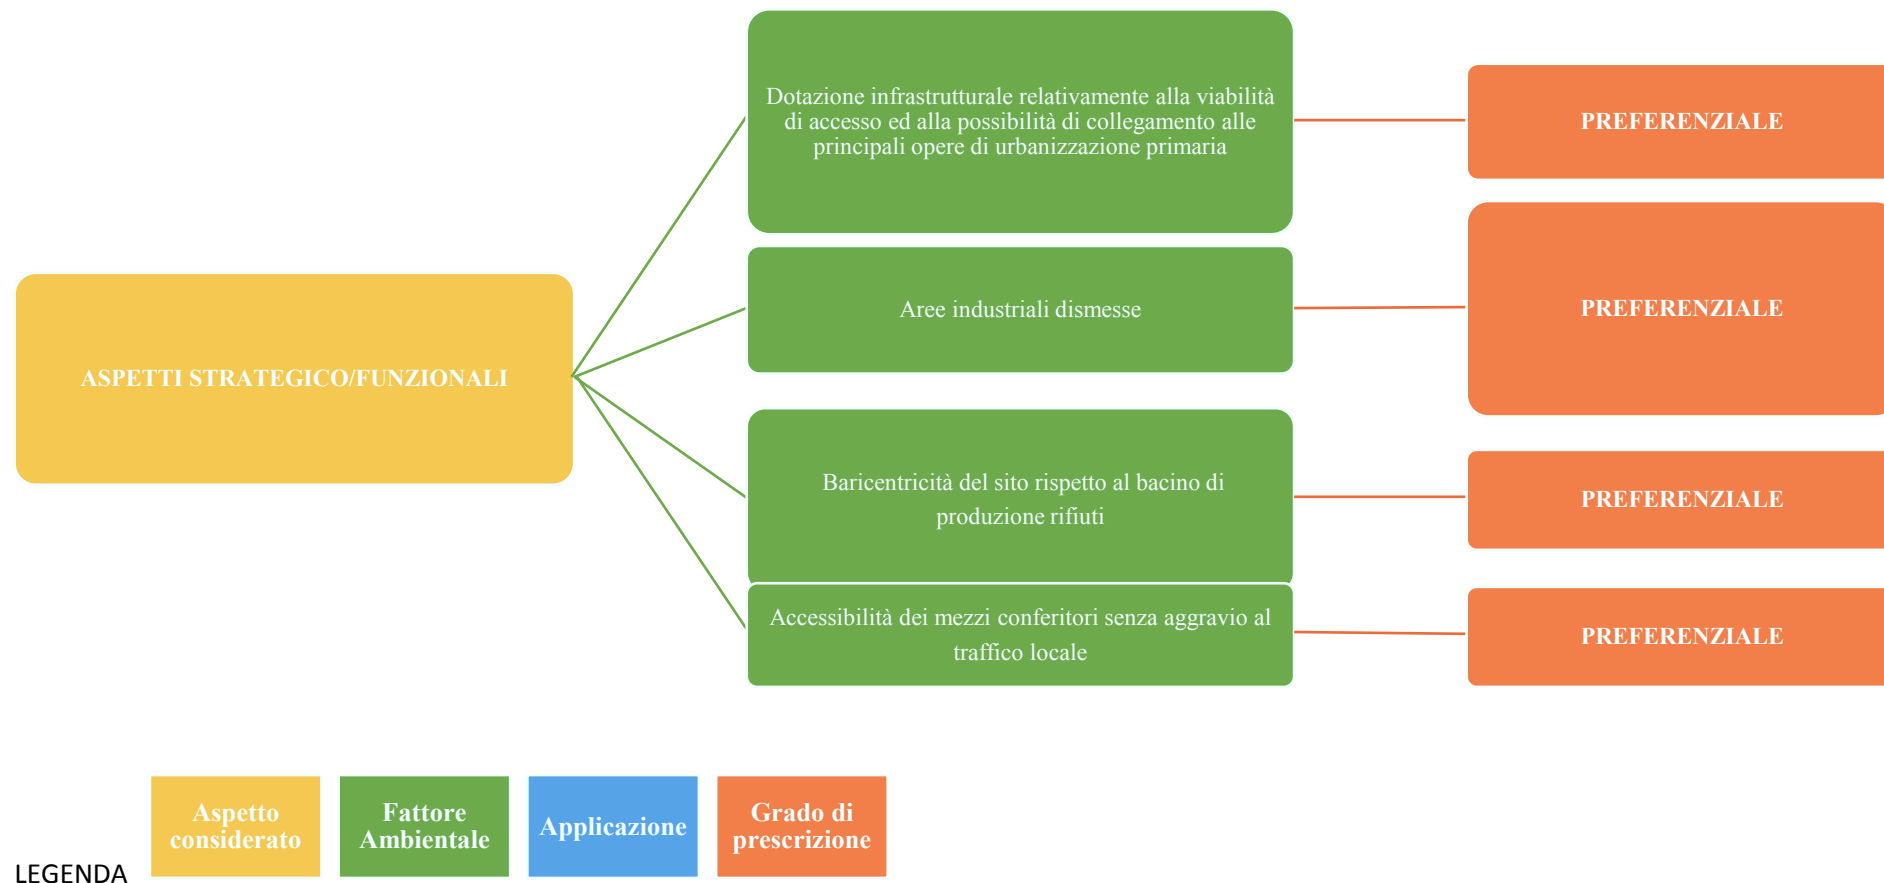 Dotazione infrastrutturale relativamente alla viabilità
di accesso ed alla possibilità di collegamento alle
principali opere di urbanizzazione primaria
PREFERENZIALE
Aree industriali dismesse
PREFERENZIALE
ASPETTI STRATEGICO/FUNZIONALI
Baricentricità del sito rispetto al bacino di
produzione rifiuti
PREFERENZIALE
Accessibilità dei mezzi conferitori senza aggravio al
traffico locale
PREFERENZIALE
LEGENDA
Aspetto
considerato
Fattore
Ambientale
Applicazione
Grado di
prescrizione